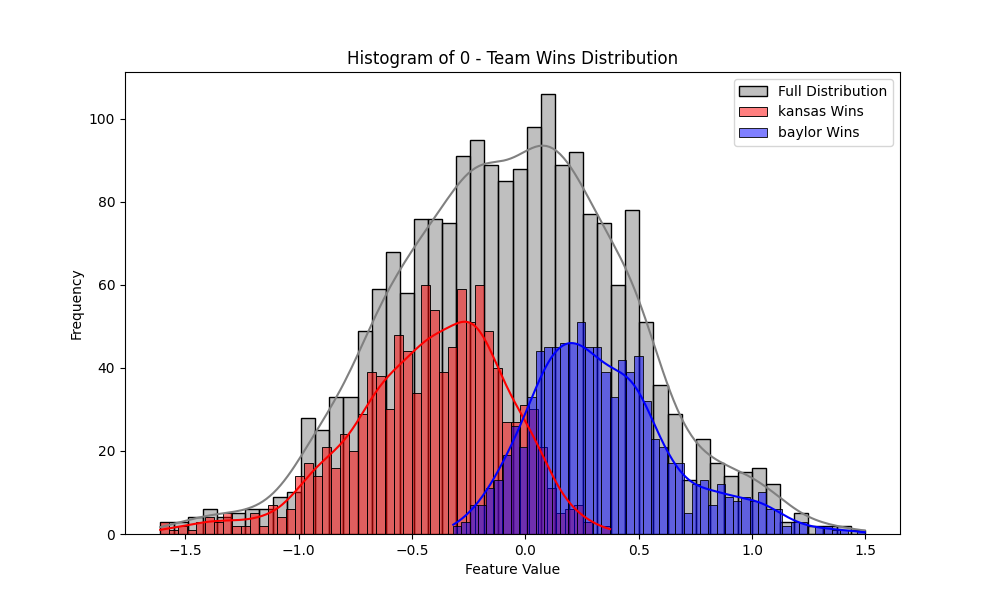 Histogram of 0 - Team Wins Distribution
Full Distribution
kansas Wins
baylor Wins
Frequency
100
80
60
40
20
0
−1.5 −1.0 −0.5 0.0 0.5 1.0 1.5
Feature Value